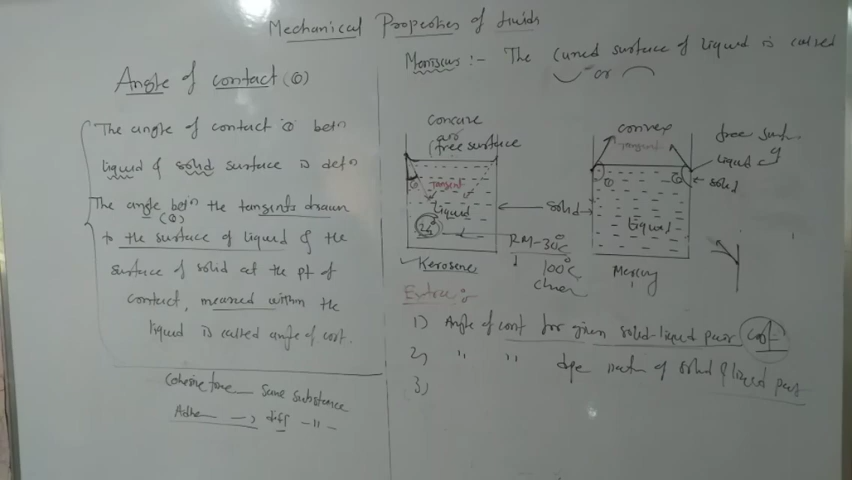 Mechanical Properties of fluids
Angle of contact (θ)
The angle of contact θ betn
liquid & solid surface is defn
The angle betn the tangents drawn
(θ)
to the surface of liquid & the
surface of solid at the pt of
contact, measured within the
liquid is called angle of cont.
Cohesive force — Same substance
Adhe — → diff — 〃 —
The curved surface of liquid is called
or
Concave
free surface
θ
Tangent
liquid
Kerosene
solid
RM - 30°C
100°C
convex
Tangent
θ
θ
free surf
liquid
solid
liquid
Mercury
Extra :-
1) Angle of cont for given solid-liquid pair const
2) 〃 〃 of solid & liquid pair
3)